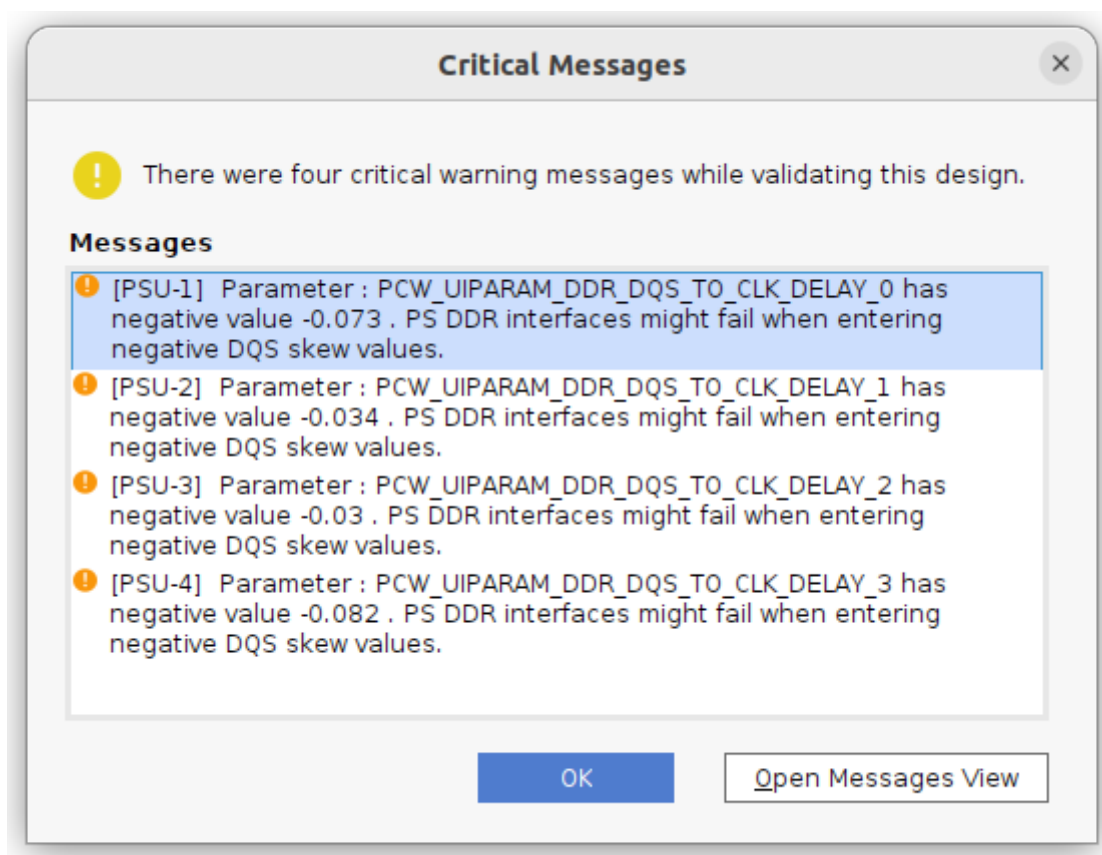 Critical Messages
There were four critical warning messages while validating this design.
Messages
[PSU-1]  Parameter : PCW_UIPARAM_DDR_DQS_TO_CLK_DELAY_0 has
negative value -0.073 . PS DDR interfaces might fail when entering
negative DQS skew values.
[PSU-2]  Parameter : PCW_UIPARAM_DDR_DQS_TO_CLK_DELAY_1 has
negative value -0.034 . PS DDR interfaces might fail when entering
negative DQS skew values.
[PSU-3]  Parameter : PCW_UIPARAM_DDR_DQS_TO_CLK_DELAY_2 has
negative value -0.03 . PS DDR interfaces might fail when entering
negative DQS skew values.
[PSU-4]  Parameter : PCW_UIPARAM_DDR_DQS_TO_CLK_DELAY_3 has
negative value -0.082 . PS DDR interfaces might fail when entering
negative DQS skew values.
OK
Open Messages View